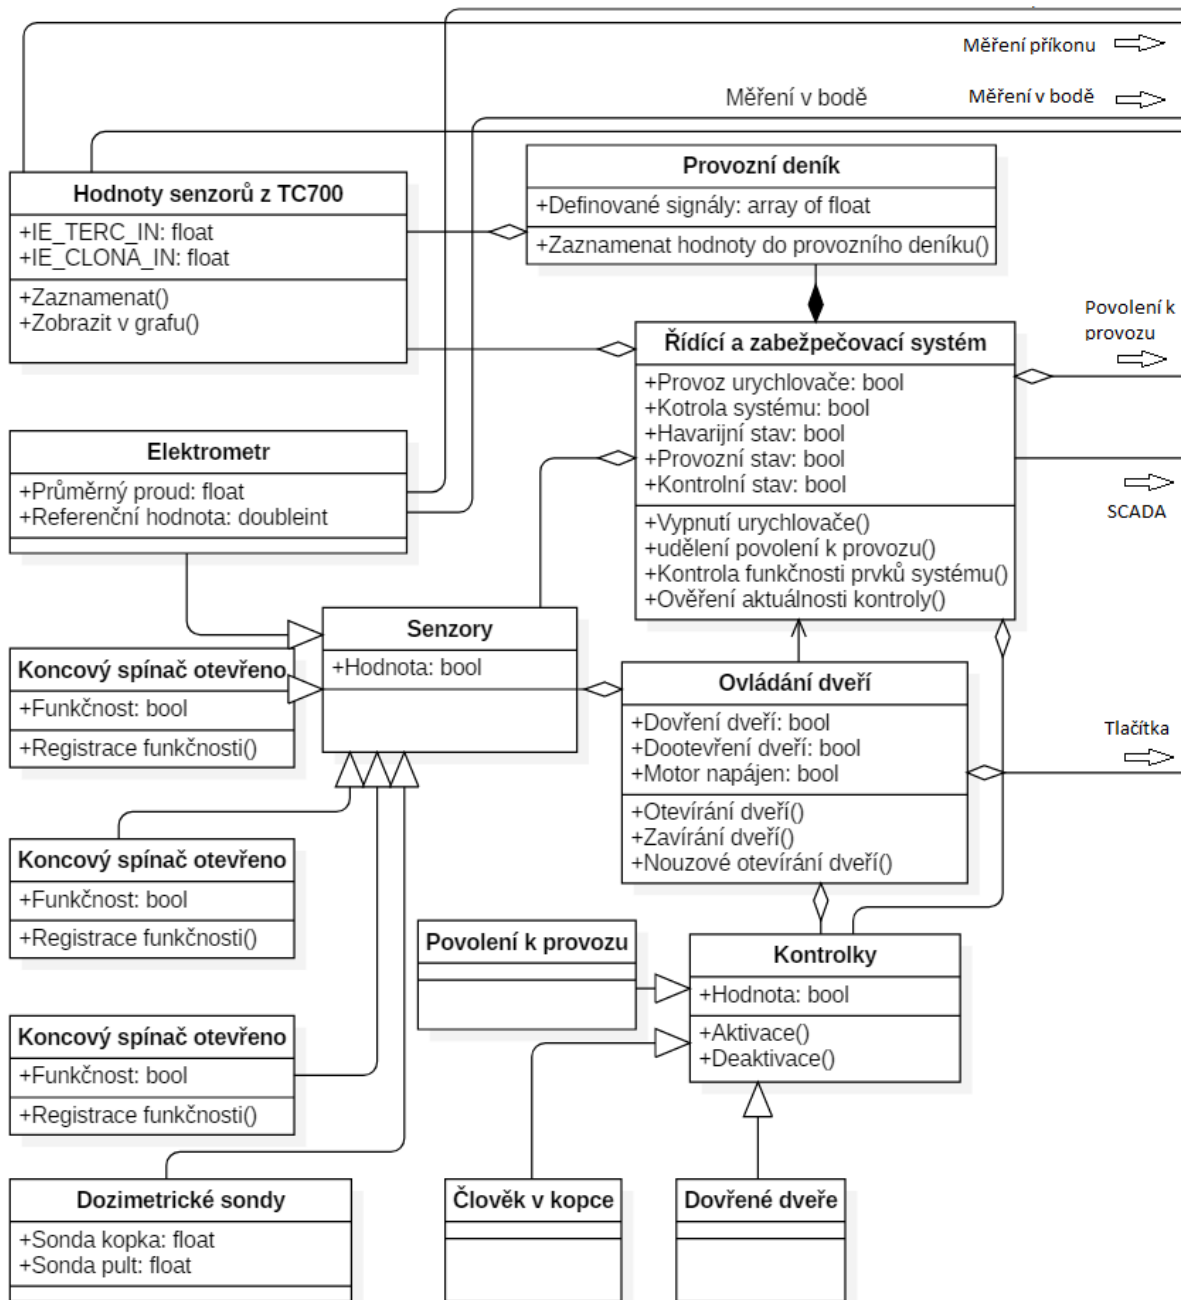 Měření příkonu
Měření v bodě
Měření v bodě
Provozní deník
+Definované signály: array of float
+Zaznamenat hodnoty do provozního deníku()
Hodnoty senzorů z TC700
+IE_TERC_IN: float
+IE_CLONA_IN: float
+Zaznamenat()
+Zobrazit v grafu()
Povolení k
provozu
Řídící a zabežpečovací systém
+Provoz urychlovače: bool
+Kotrola systému: bool
+Havarijní stav: bool
+Provozní stav: bool
+Kontrolní stav: bool
+Vypnutí urychlovače()
+udělení povolení k provozu()
+Kontrola funkčnosti prvků systému()
+Ověření aktuálnosti kontroly()
SCADA
Elektrometr
+Průměrný proud: float
+Referenční hodnota: doubleint
Senzory
+Hodnota: bool
Koncový spínač otevřeno
+Funkčnost: bool
+Registrace funkčnosti()
Ovládání dveří
+Dovření dveří: bool
+Dootevření dveří: bool
+Motor napájen: bool
+Otevírání dveří()
+Zavírání dveří()
+Nouzové otevírání dveří()
Tlačítka
Koncový spínač otevřeno
+Funkčnost: bool
+Registrace funkčnosti()
Povolení k provozu
Kontrolky
+Hodnota: bool
+Aktivace()
+Deaktivace()
Koncový spínač otevřeno
+Funkčnost: bool
+Registrace funkčnosti()
Dozimetrické sondy
+Sonda kopka: float
+Sonda pult: float
Člověk v kopce
Dovřené dveře